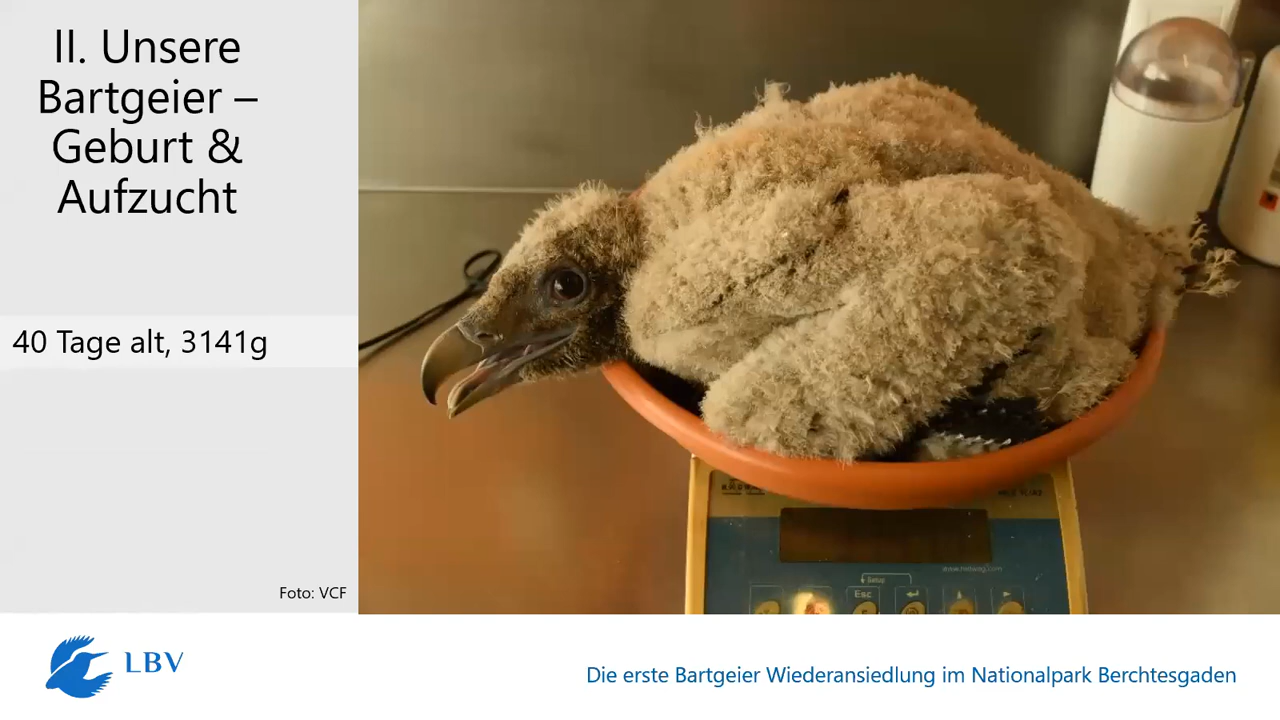 II. Unsere
Bartgeier –
Geburt &
Aufzucht
40 Tage alt, 3141g
Foto: VCF
Setup
Esc
LBV
Die erste Bartgeier Wiederansiedlung im Nationalpark Berchtesgaden